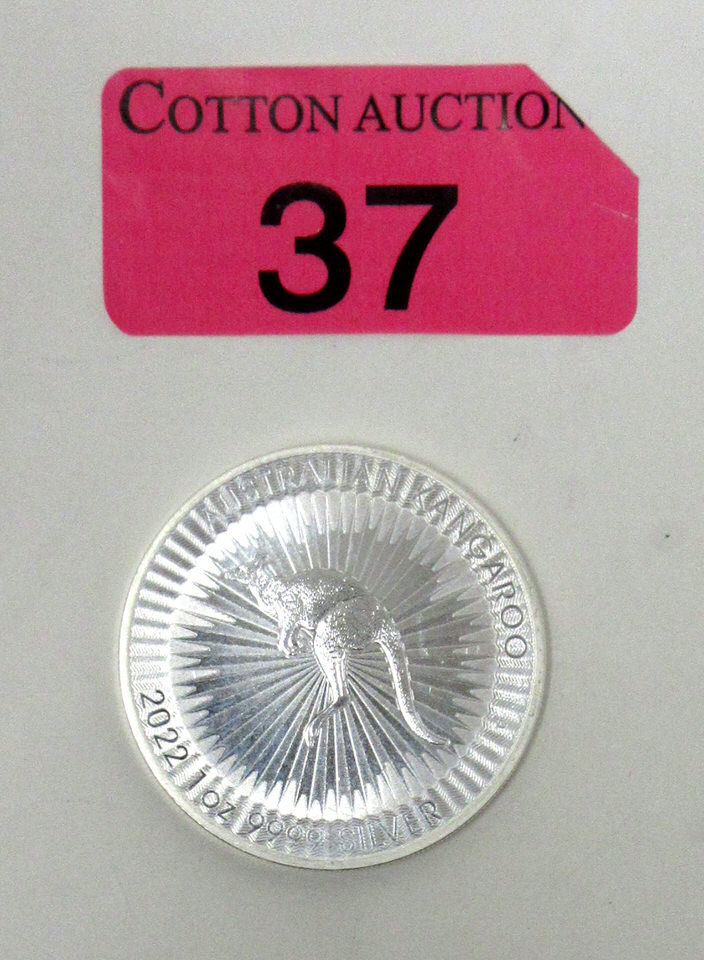 COTTON AUCTION
37
AUSTRALIAN KANGAROO
2022 1OZ 9999 SILVER